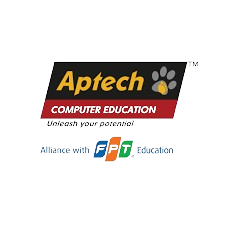 Aptech TM
COMPUTER EDUCATION
Unleash your potential
Alliance with FPT Education